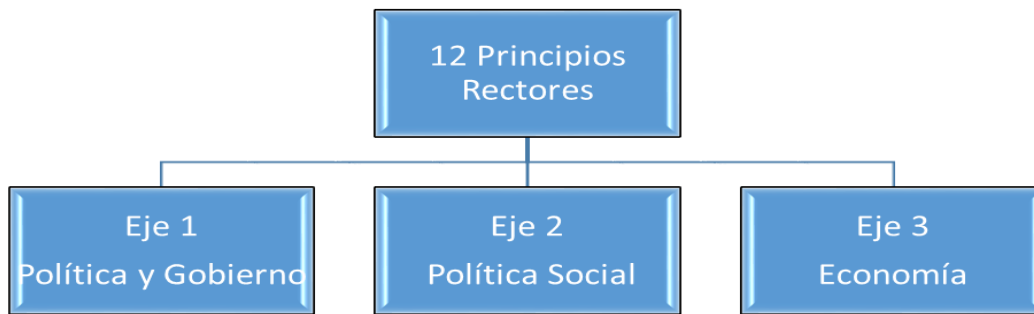 12 Principios
Rectores
Eje 1
Política y Gobierno
Eje 2
Política Social
Eje 3
Economía